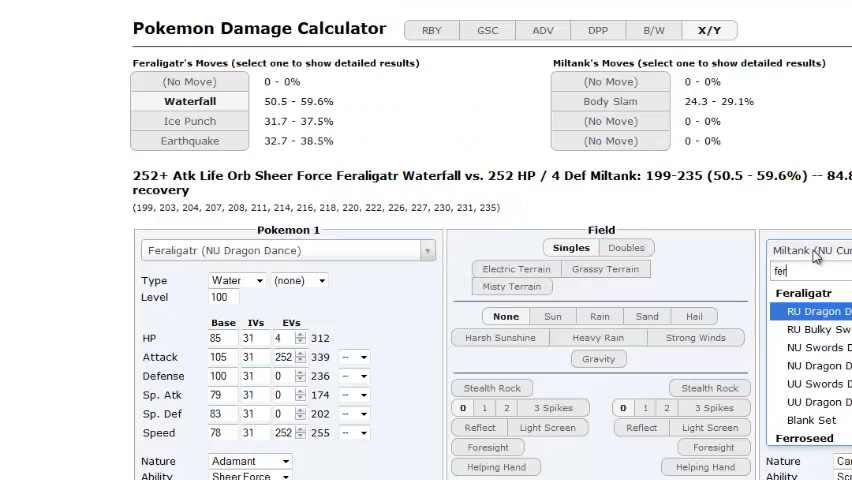 Pokemon Damage Calculator RBY GSC ADV DPP B/W X/Y
Feraligatr's Moves (select one to show detailed results)
(No Move) 0 - 0%
Waterfall 50.5 - 59.6%
Ice Punch 31.7 - 37.5%
Earthquake 32.7 - 38.5%
Miltank's Moves (select one to show detailed results)
(No Move) 0 - 0%
Body Slam 24.3 - 29.1%
(No Move) 0 - 0%
(No Move) 0 - 0%
252+ Atk Life Orb Sheer Force Feraligatr Waterfall vs. 252 HP / 4 Def Miltank: 199-235 (50.5 - 59.6%) -- 84.8
recovery
(199, 203, 204, 207, 208, 211, 214, 216, 218, 220, 222, 226, 227, 230, 231, 235)
Pokemon 1
Feraligatr (NU Dragon Dance)
Type Water (none)
Level 100
Base IVs EVs
HP 85 31 4 312
Attack 105 31 252 339 --
Defense 100 31 0 236 --
Sp. Atk 79 31 0 174 --
Sp. Def 83 31 0 202 --
Speed 78 31 252 255 --
Nature Adamant
Ability Sheer Force
Field
Singles Doubles
Electric Terrain Grassy Terrain
Misty Terrain
None Sun Rain Sand Hail
Harsh Sunshine Heavy Rain Strong Winds
Gravity
Stealth Rock Stealth Rock
0 1 2 3 Spikes 0 1 2 3 Spikes
Reflect Light Screen Reflect Light Screen
Foresight Foresight
Helping Hand Helping Hand
Miltank (NU Cur
fer
Feraligatr
RU Dragon D
RU Bulky Sw
NU Swords D
NU Dragon D
UU Swords D
UU Dragon D
Blank Set
Ferroseed
Nature Ca
Ability Scr